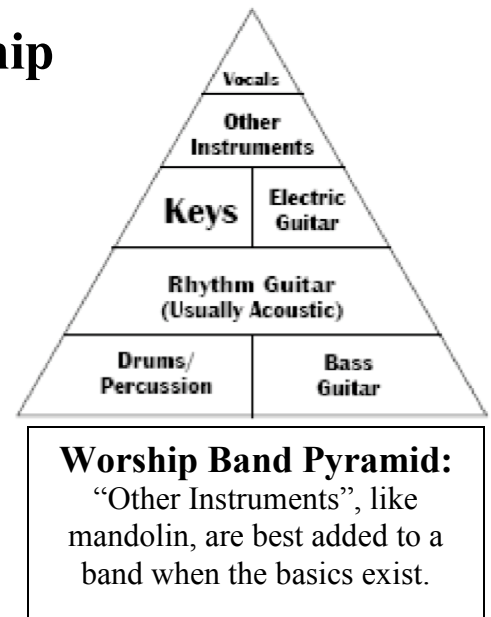 hip
Vocals
Other
Instruments
Keys
Electric
Guitar
Rhythm Guitar
(Usually Acoustic)
Drums/
Percussion
Bass
Guitar
Worship Band Pyramid:
“Other Instruments”, like
mandolin, are best added to a
band when the basics exist.